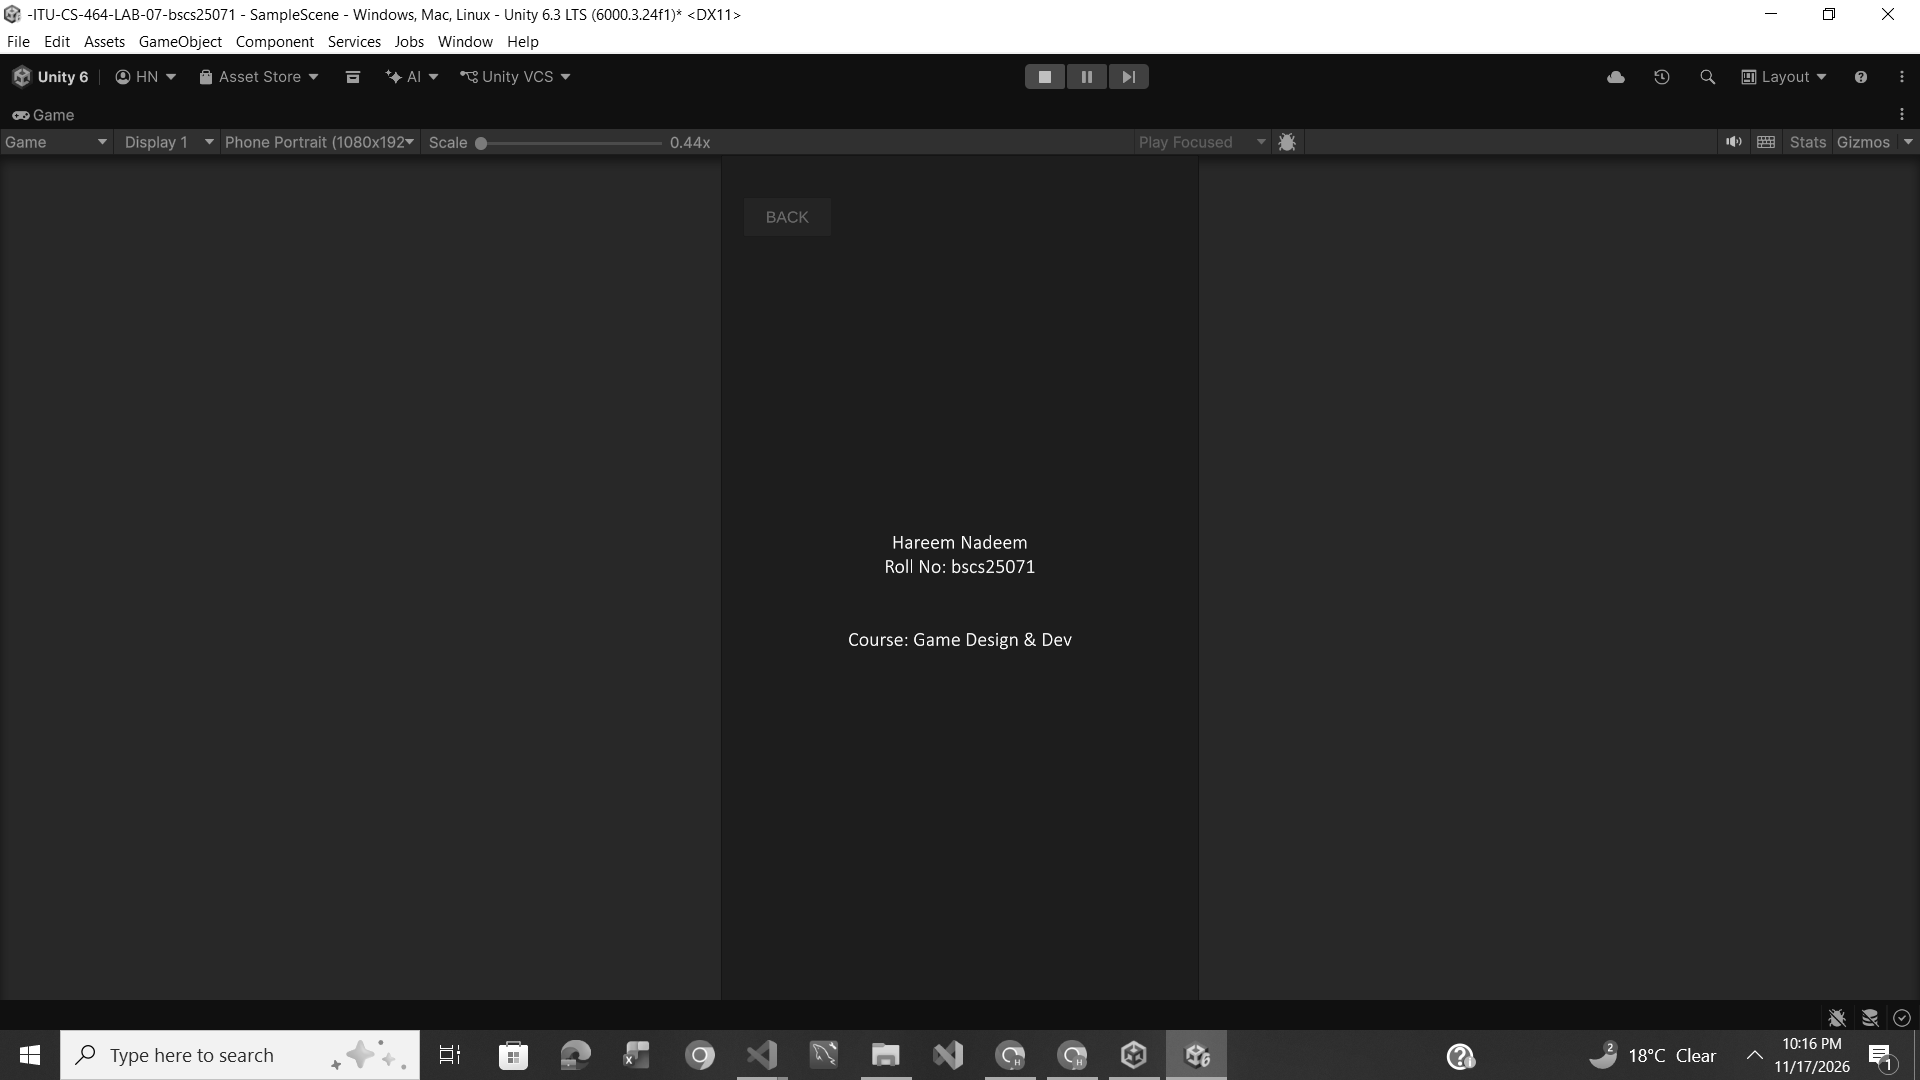 -ITU-CS-464-LAB-07-bscs25071 - SampleScene - Windows, Mac, Linux - Unity 6.3 LTS (6000.3.24f1)* <DX11>
File Edit Assets GameObject Component Services Jobs Window Help
Unity 6 HN Asset Store AI Unity VCS Layout
Game
Game Display 1 Phone Portrait (1080x192 Scale 0.44x Play Focused Stats Gizmos
BACK
Hareem Nadeem
Roll No: bscs25071
Course: Game Design & Dev
Type here to search
18°C Clear
10:16 PM
11/17/2026
1